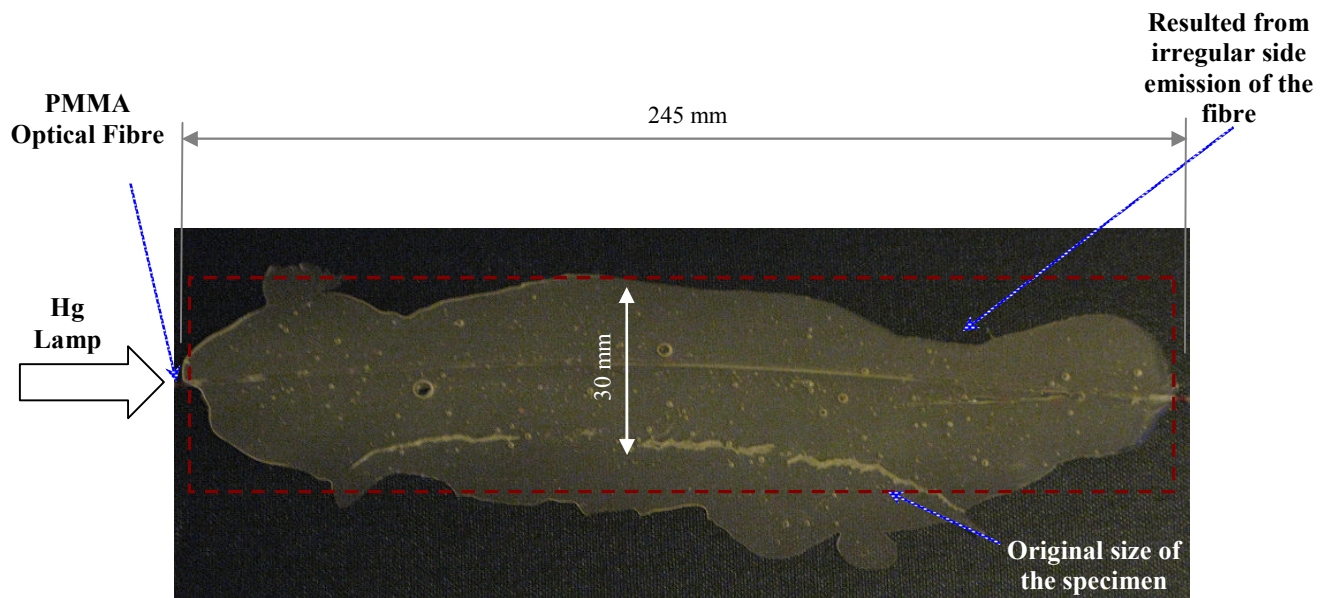 Resulted from
irregular side
emission of the
fibre
PMMA
Optical Fibre
245 mm
Hg
Lamp
30 mm
Original size of
the specimen